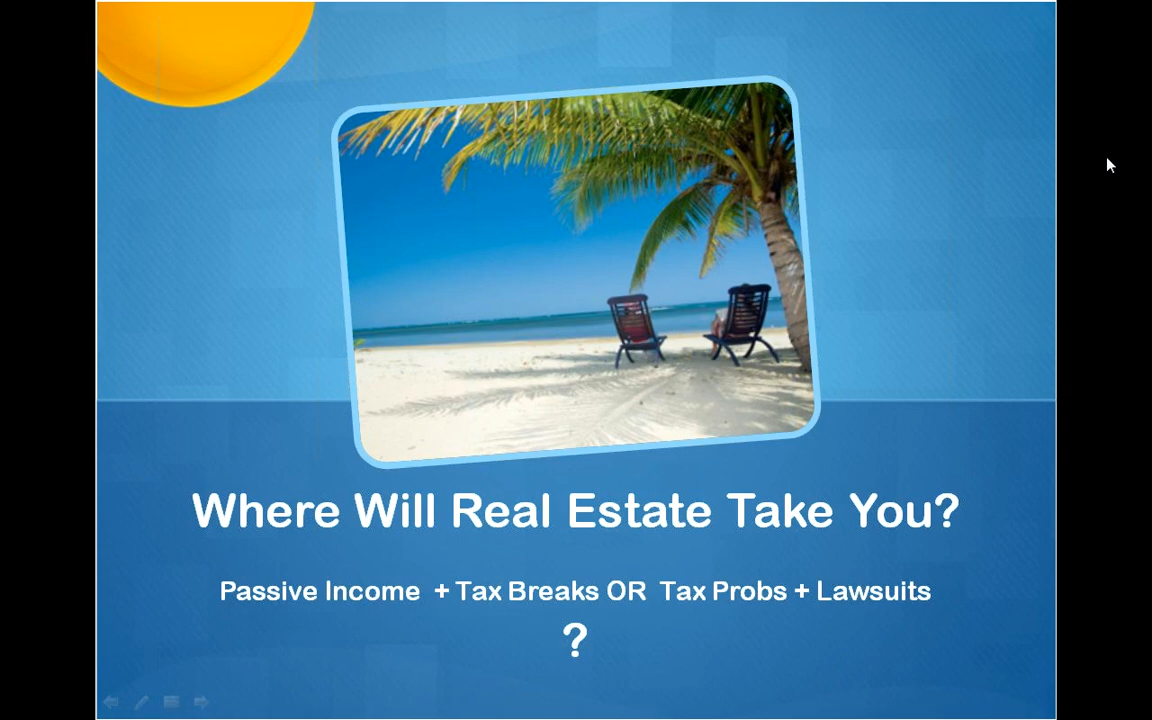 Where Will Real Estate Take You?
Passive Income + Tax Breaks OR Tax Probs + Lawsuits
?